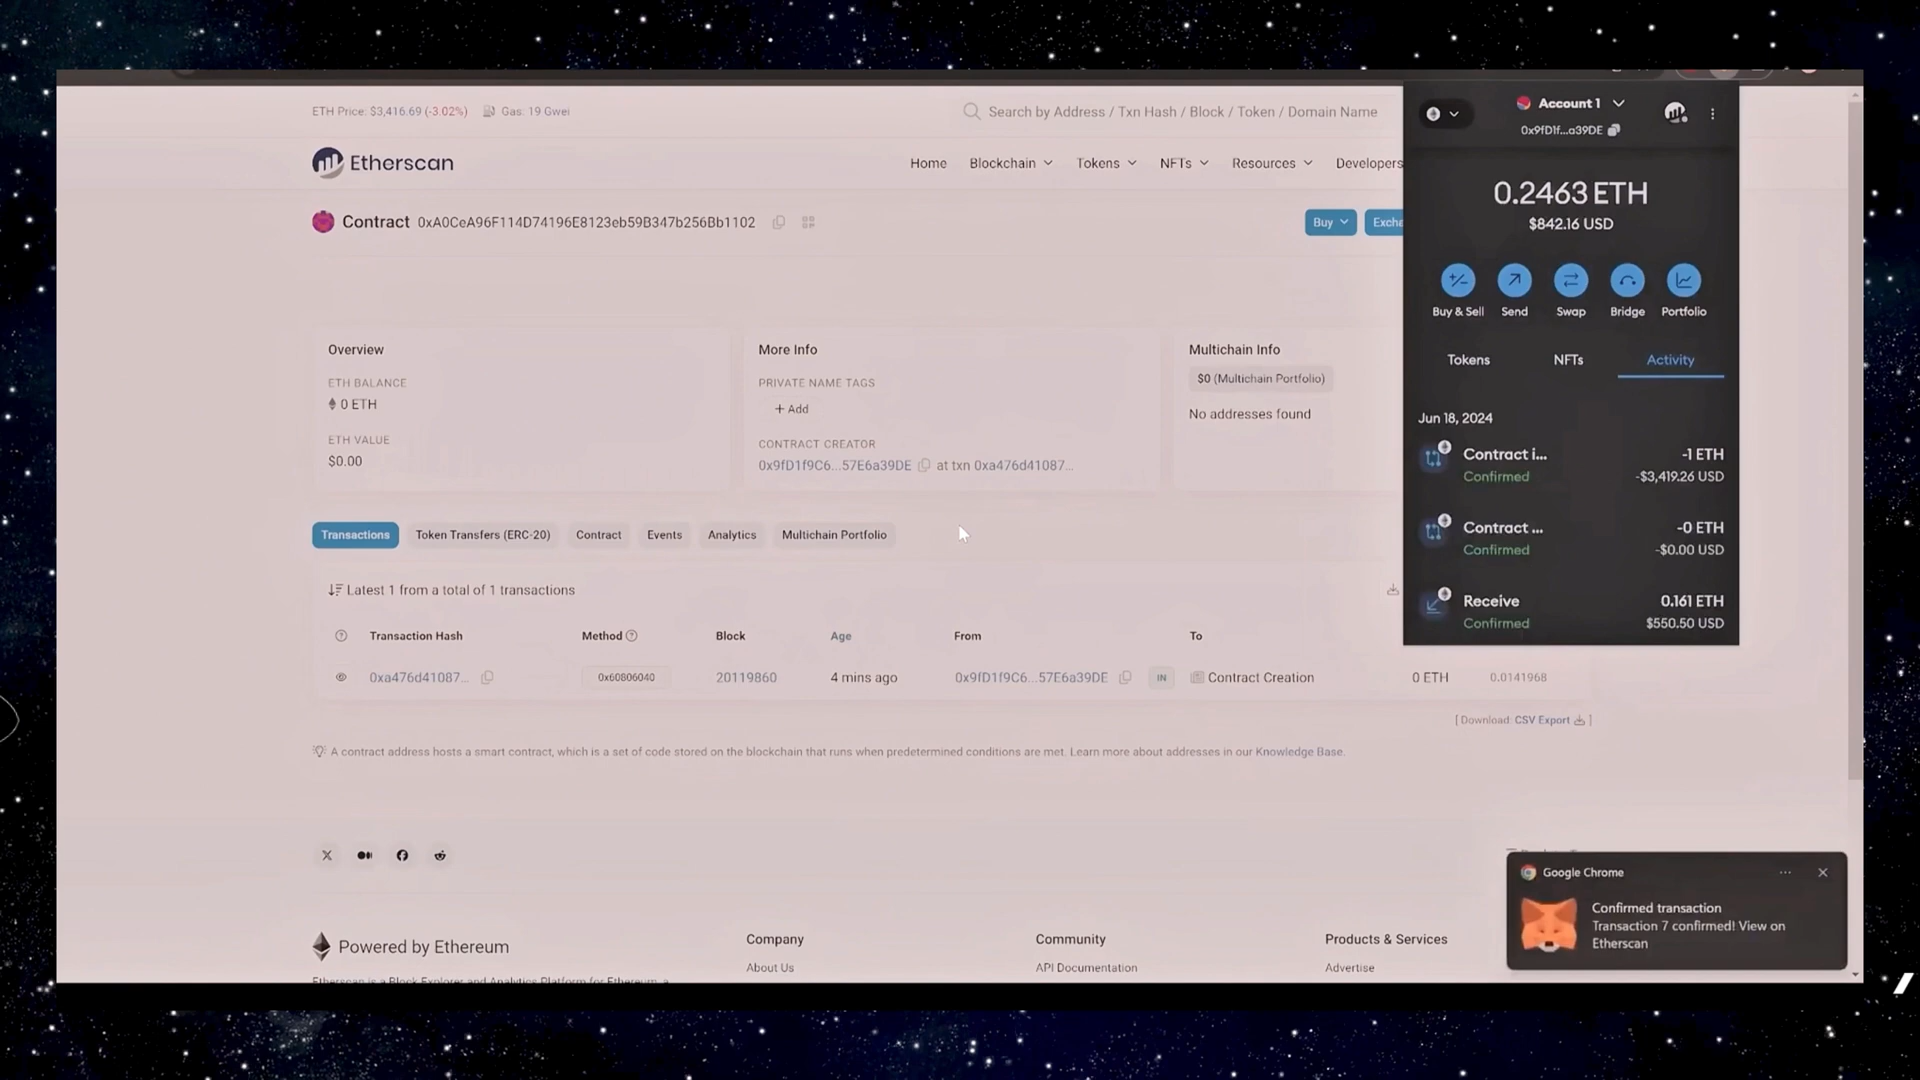 ETH Price: $3,416.69 (-3.02%) Gas: 19 Gwei
Search by Address / Txn Hash / Block / Token / Domain Name
Etherscan
Home Blockchain Tokens NFTs Resources Developers
Contract 0xA0CeA96F114D74196E8123eb59B347b256Bb1102
Buy Exch
Overview
ETH BALANCE
0 ETH
ETH VALUE
$0.00
More Info
PRIVATE NAME TAGS
+ Add
CONTRACT CREATOR
0x9fD1f9C6...57E6a39DE at txn 0xa476d41087...
Multichain Info
$0 (Multichain Portfolio)
No addresses found
Transactions Token Transfers (ERC-20) Contract Events Analytics Multichain Portfolio
Latest 1 from a total of 1 transactions
Transaction Hash Method Block Age From To
0xa476d41087... 0x60806040 20119860 4 mins ago 0x9fD1f9C6...57E6a39DE IN Contract Creation 0 ETH 0.0141968
[ Download: CSV Export ]
A contract address hosts a smart contract, which is a set of code stored on the blockchain that runs when predetermined conditions are met. Learn more about addresses in our Knowledge Base.
Powered by Ethereum
Etherscan is a Block Explorer and Analytics Platform for Ethereum, a
Company
About Us
Community
API Documentation
Products & Services
Advertise
Account 1
0x9fD1f...a39DE
0.2463 ETH
$842.16 USD
Buy & Sell Send Swap Bridge Portfolio
Tokens NFTs Activity
Jun 18, 2024
Contract i... -1 ETH
Confirmed -$3,419.26 USD
Contract ... -0 ETH
Confirmed -$0.00 USD
Receive 0.161 ETH
Confirmed $550.50 USD
Google Chrome
Confirmed transaction
Transaction 7 confirmed! View on
Etherscan